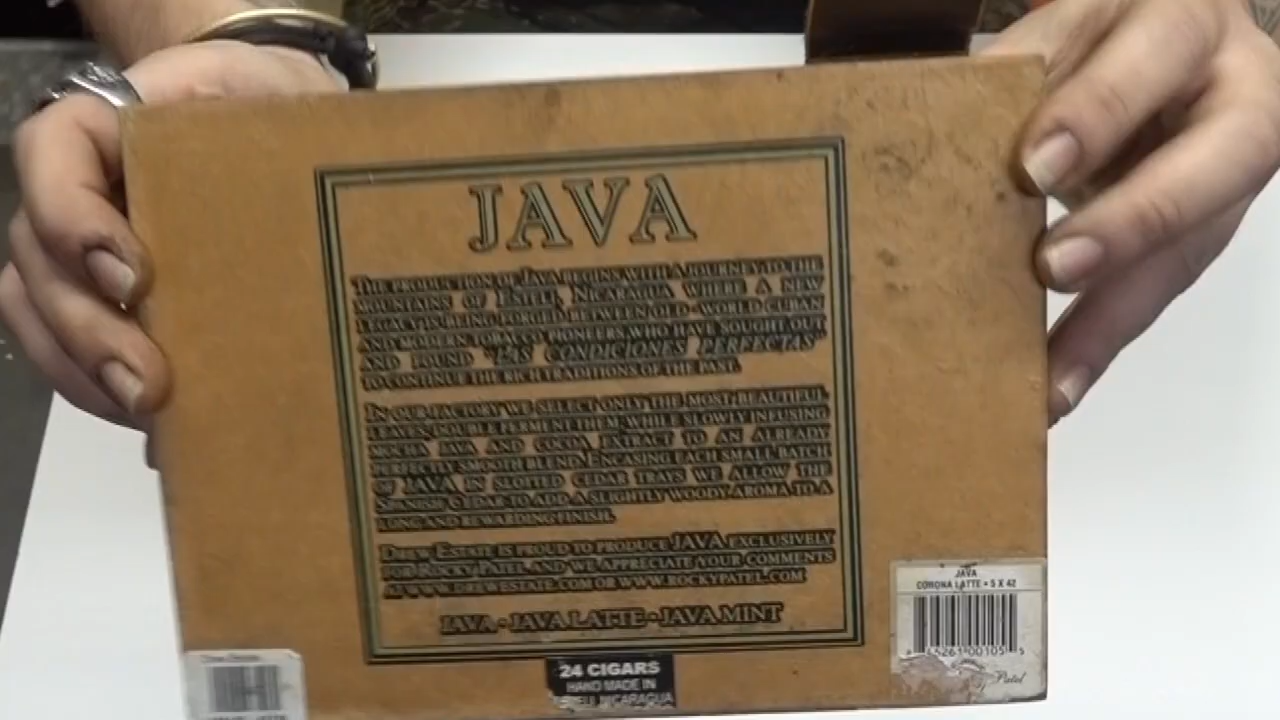 JAVA
THE PRODUCTION OF JAVA BEGINS WITH A JOURNEY TO THE
MOUNTAINS OF ESTELI, NICARAGUA WHERE A NEW
LEGACY IS BEING FORGED BETWEEN OLD-WORLD CUBAN
AND MODERN TOBACCO PIONEERS WHO HAVE SOUGHT OUT
AND FOUND "LAS CONDICIONES PERFECTAS"
TO CONTINUE THE RICH TRADITIONS OF THE PAST.
IN OUR FACTORY WE SELECT ONLY THE MOST BEAUTIFUL
LEAVES, DOUBLE FERMENT THEM, WHILE SLOWLY INFUSING
MOCHA JAVA AND COCOA EXTRACT TO AN ALREADY
PERFECTLY SMOOTH BLEND. ENCASING EACH SMALL BATCH
OF JAVA IN SLOTTED CEDAR TRAYS WE ALLOW THE
SPANISH CEDAR TO ADD A SLIGHTLY WOODY AROMA TO A
LONG AND REWARDING FINISH.
DREW ESTATE IS PROUD TO PRODUCE JAVA EXCLUSIVELY
FOR ROCKY PATEL AND WE APPRECIATE YOUR COMMENTS
AT WWW.DREWESTATE.COM OR WWW.ROCKYPATEL.COM
JAVA - JAVA LATTE - JAVA MINT
24 CIGARS
HAND MADE IN
ESTELI, NICARAGUA
JAVA
CORONA LATTE • 5 X 42
Patel